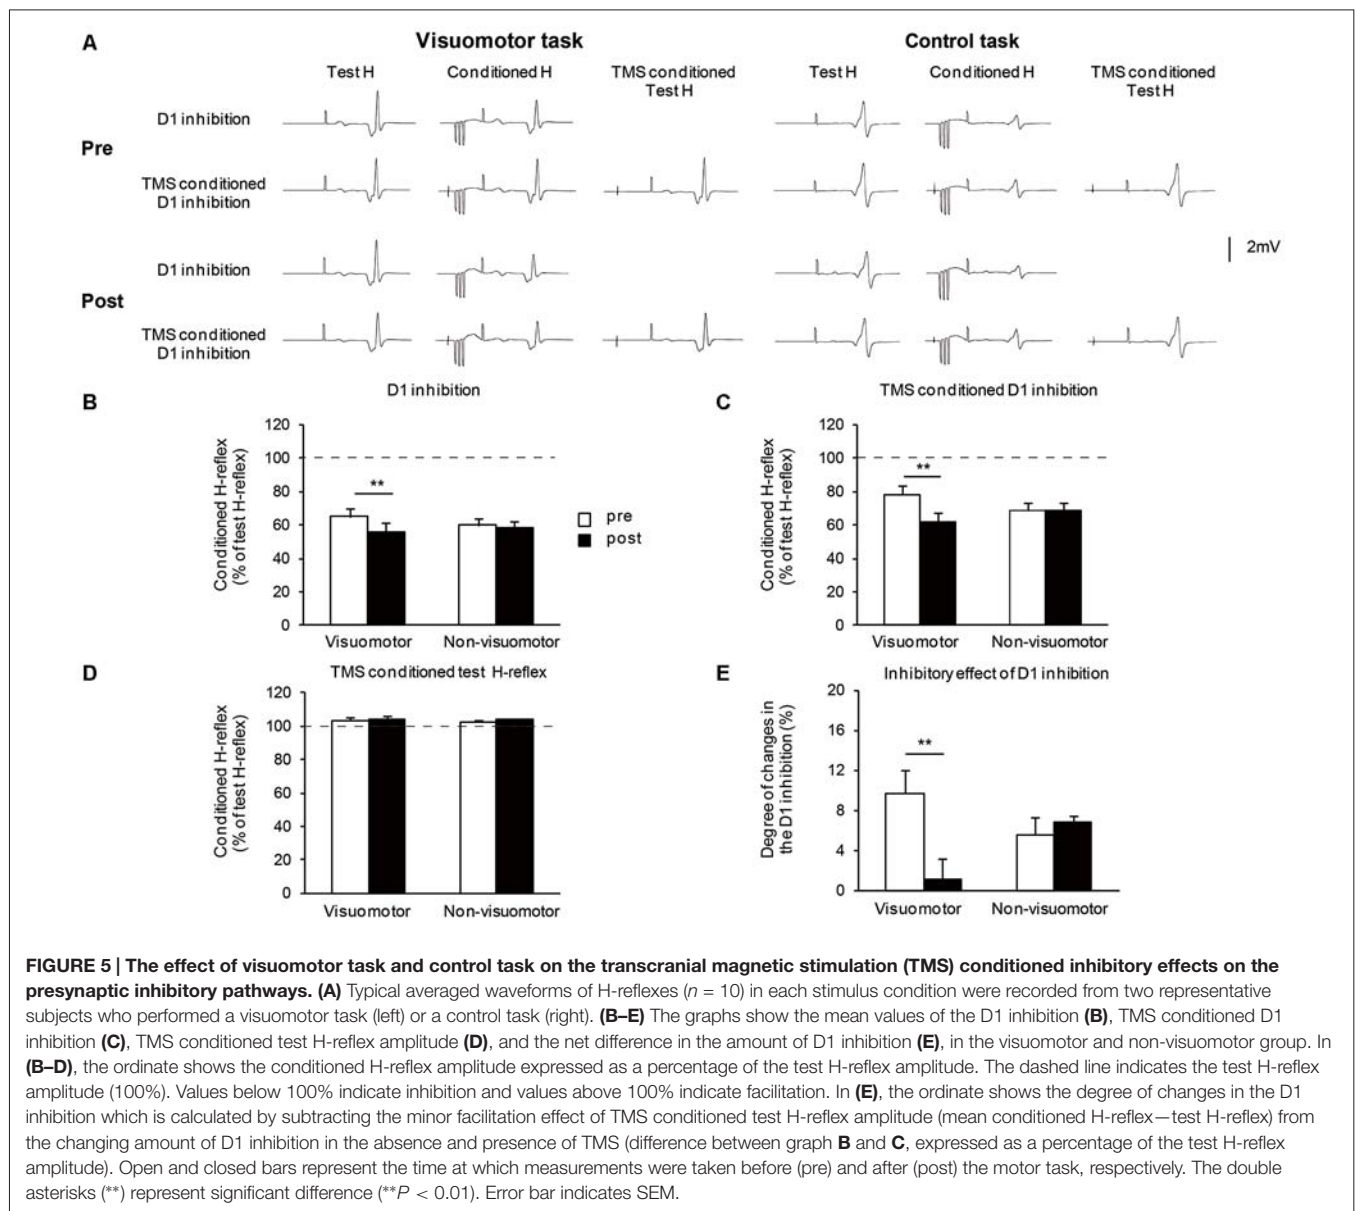 A
Visuomotor task
Control task
Test H
Conditioned H
TMS conditioned
Test H
Test H
Conditioned H
TMS conditioned
Test H
D1 inhibition
Pre
TMS conditioned
D1 inhibition
D1 inhibition
2mV
Post
TMS conditioned
D1 inhibition
B
D1 inhibition
Conditioned H-reflex
(% of test H-reflex)
120
100
80
60
40
20
0
**
Visuomotor
Non-visuomotor
pre
post
C
TMS conditioned D1 inhibition
Conditioned H-reflex
(% of test H-reflex)
120
100
80
60
40
20
0
**
Visuomotor
Non-visuomotor
D
TMS conditioned test H-reflex
Conditioned H-reflex
(% of test H-reflex)
120
100
80
60
40
20
0
Visuomotor
Non-visuomotor
E
Inhibitory effect of D1 inhibition
Degree of changes in
the D1 inhibition (%)
20
16
12
8
4
0
**
Visuomotor
Non-visuomotor
FIGURE 5 | The effect of visuomotor task and control task on the transcranial magnetic stimulation (TMS) conditioned inhibitory effects on the
presynaptic inhibitory pathways. (A) Typical averaged waveforms of H-reflexes (n = 10) in each stimulus condition were recorded from two representative
subjects who performed a visuomotor task (left) or a control task (right). (B–E) The graphs show the mean values of the D1 inhibition (B), TMS conditioned D1
inhibition (C), TMS conditioned test H-reflex amplitude (D), and the net difference in the amount of D1 inhibition (E), in the visuomotor and non-visuomotor group. In
(B–D), the ordinate shows the conditioned H-reflex amplitude expressed as a percentage of the test H-reflex amplitude. The dashed line indicates the test H-reflex
amplitude (100%). Values below 100% indicate inhibition and values above 100% indicate facilitation. In (E), the ordinate shows the degree of changes in the D1
inhibition which is calculated by subtracting the minor facilitation effect of TMS conditioned test H-reflex amplitude (mean conditioned H-reflex—test H-reflex) from
the changing amount of D1 inhibition in the absence and presence of TMS (difference between graph B and C, expressed as a percentage of the test H-reflex
amplitude). Open and closed bars represent the time at which measurements were taken before (pre) and after (post) the motor task, respectively. The double
asterisks (**) represent significant difference (**P < 0.01). Error bar indicates SEM.